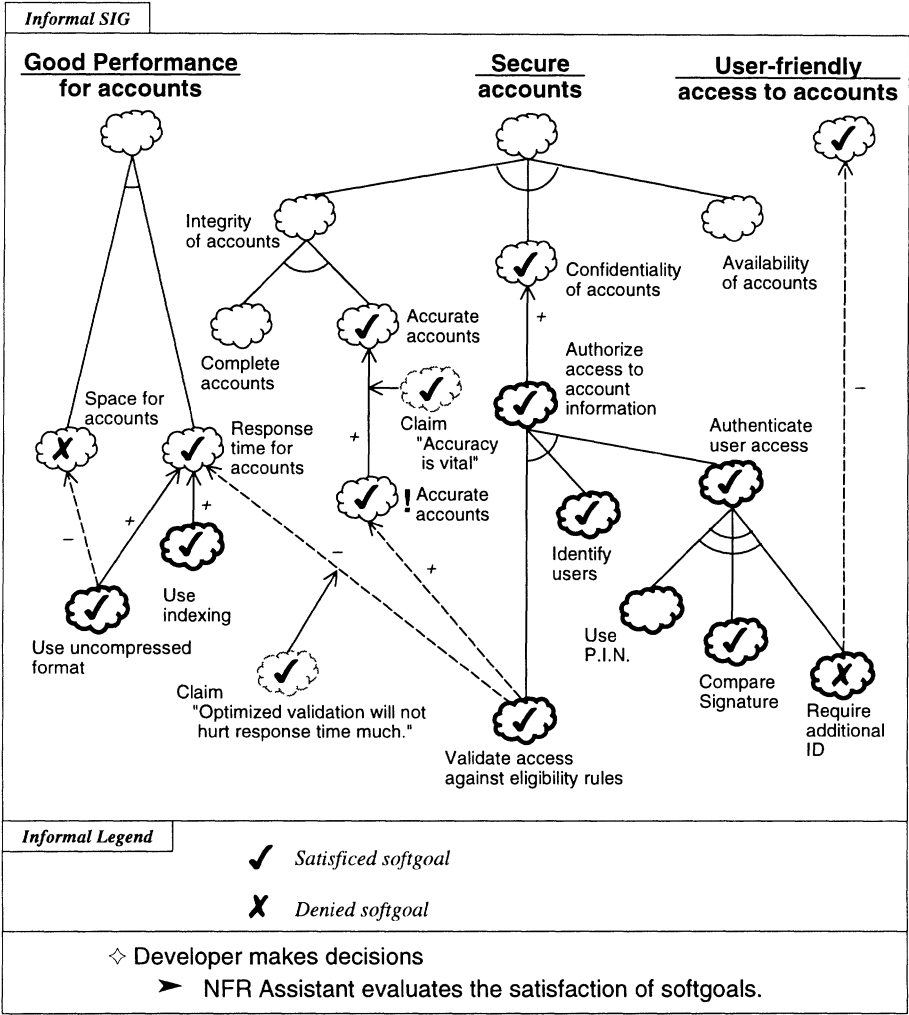 Informal SIG
Good Performance
for accounts
Secure
accounts
User-friendly
access to accounts
Integrity
of accounts
Confidentiality
of accounts
Availability
of accounts
+
Complete
accounts
Accurate
accounts
Authorize
access to
account
information
Claim
"Accuracy
is vital"
−
Space for
accounts
Response
time for
accounts
+
Authenticate
user access
! Accurate
accounts
Identify
users
−
+
+
−
+
Use
indexing
Use uncompressed
format
Use
P.I.N.
Compare
Signature
Require
additional
ID
Claim
"Optimized validation will not
hurt response time much."
Validate access
against eligibility rules
Informal Legend
✓ Satisficed softgoal
✗ Denied softgoal
✧ Developer makes decisions
➤ NFR Assistant evaluates the satisfaction of softgoals.